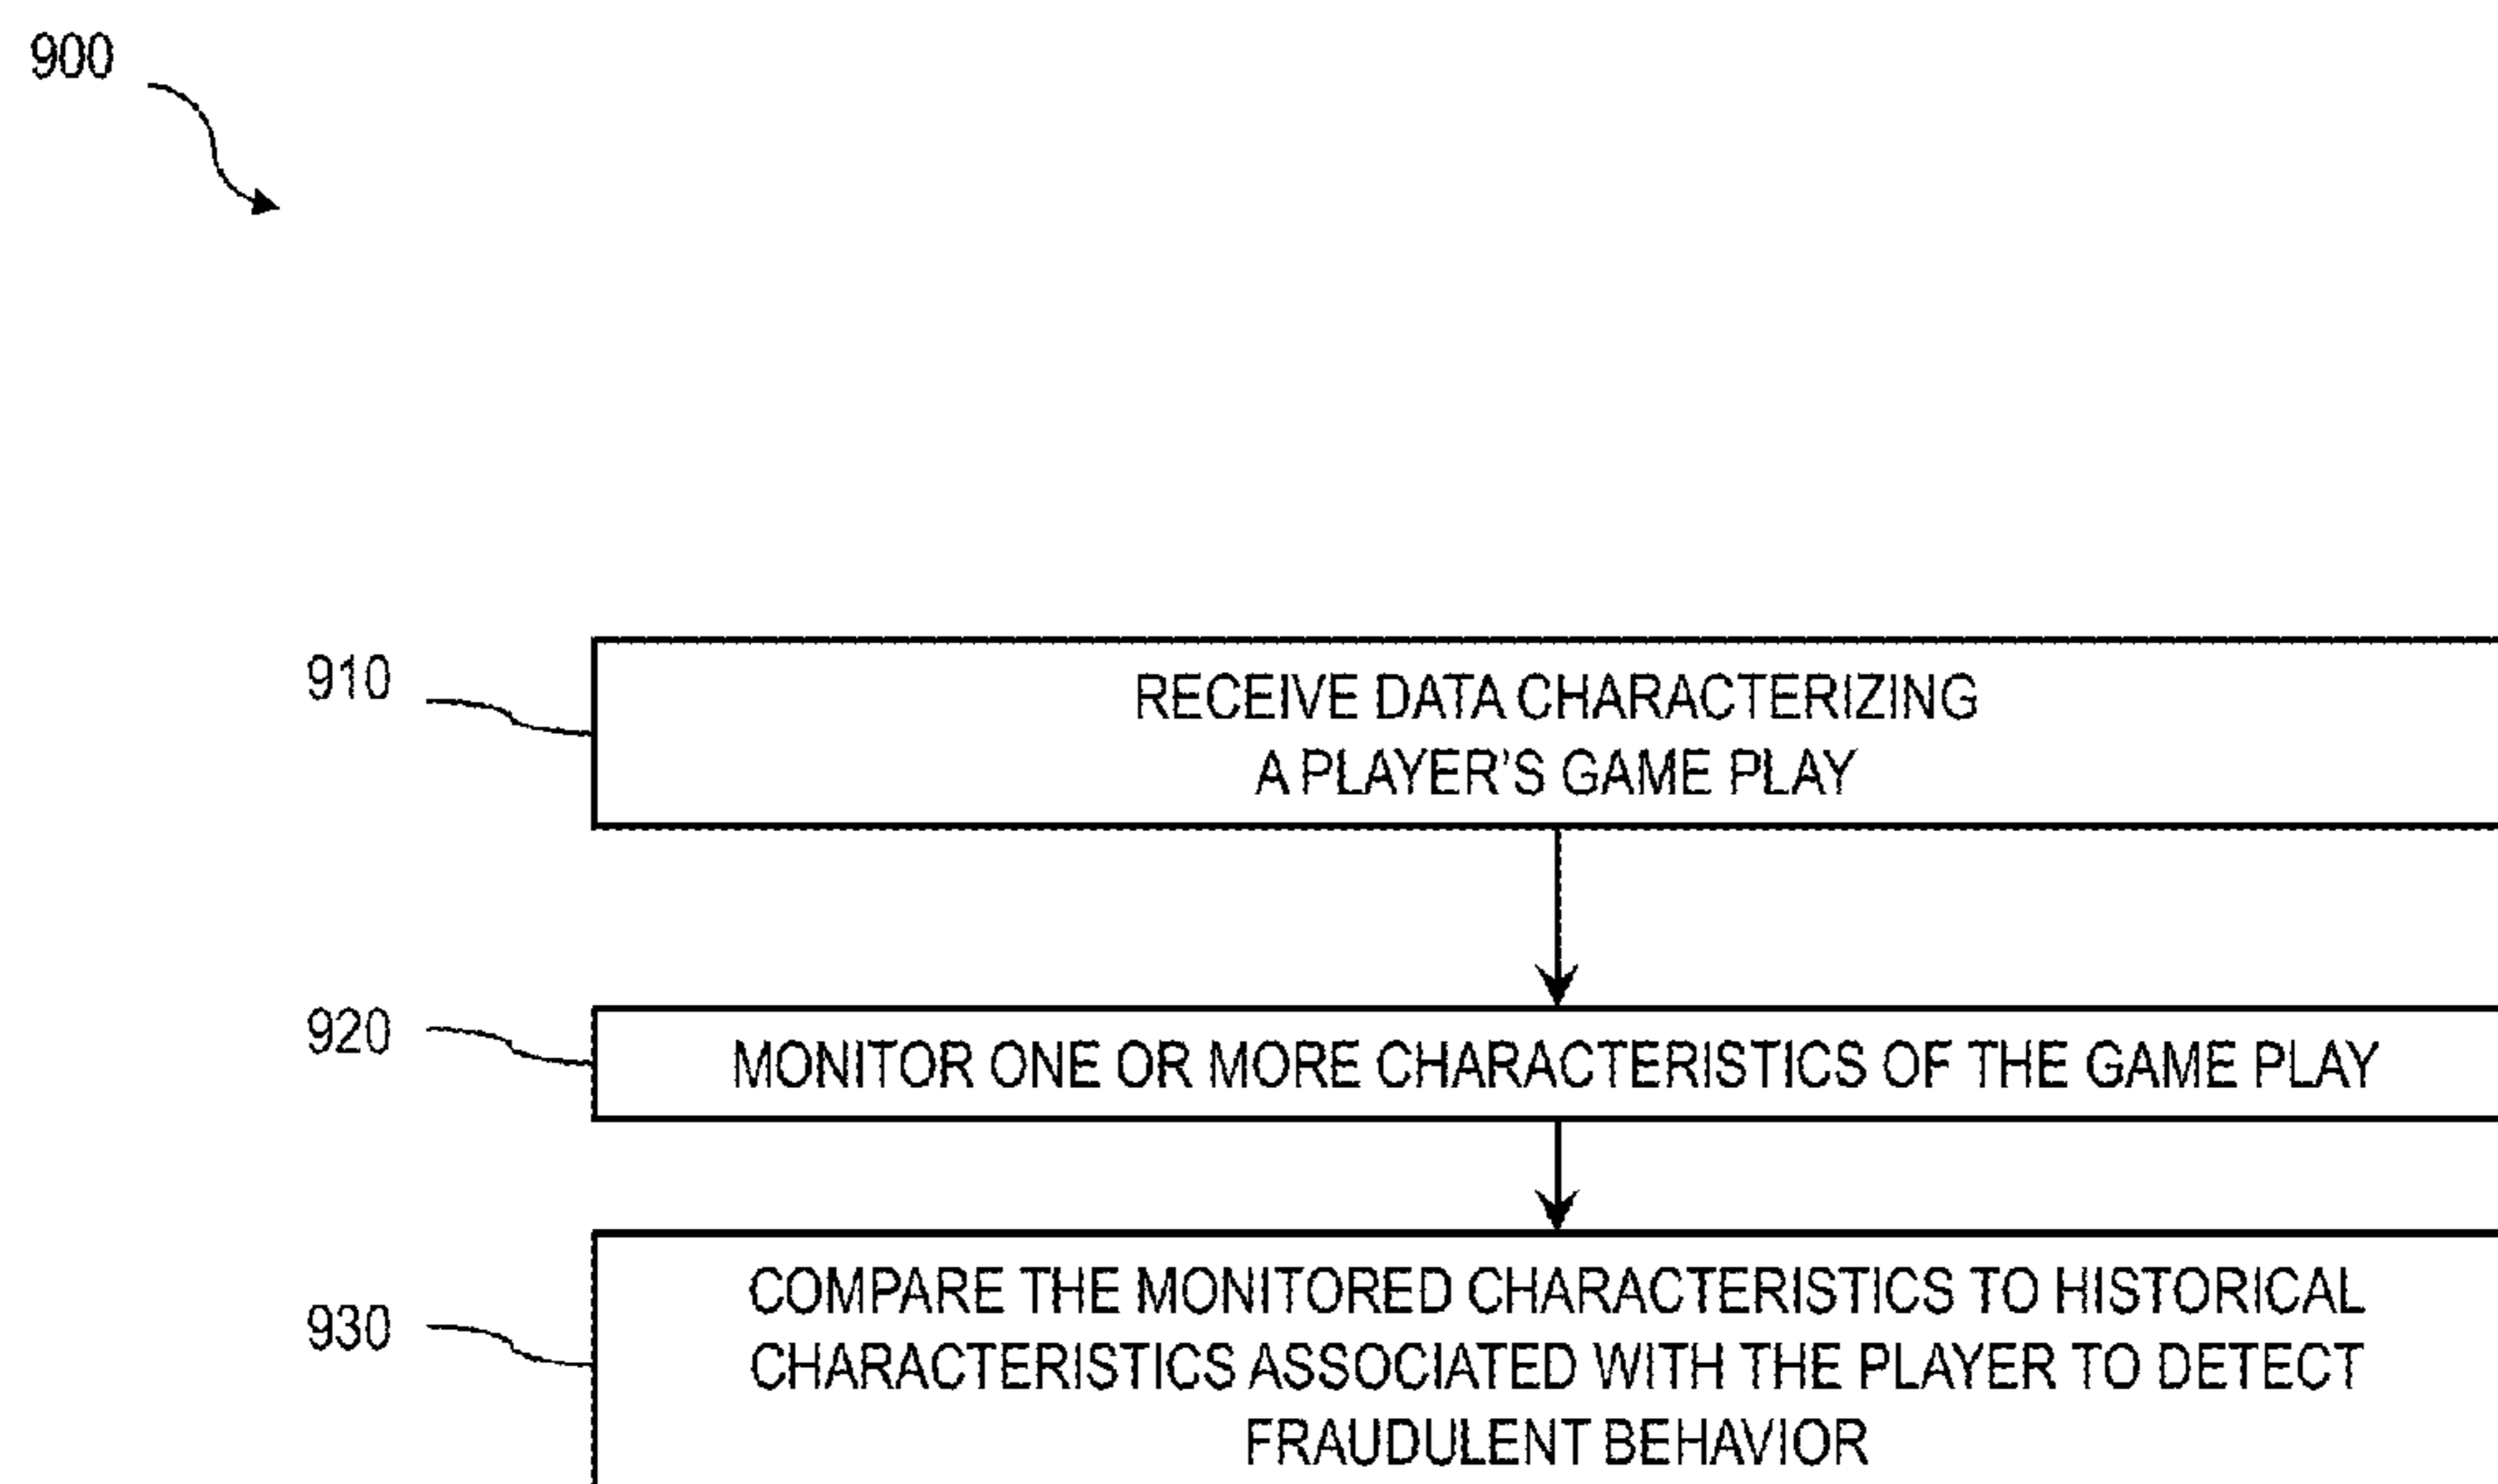 900
910
RECEIVE DATA CHARACTERIZING
A PLAYER'S GAME PLAY
920
MONITOR ONE OR MORE CHARACTERISTICS OF THE GAME PLAY
930
COMPARE THE MONITORED CHARACTERISTICS TO HISTORICAL
CHARACTERISTICS ASSOCIATED WITH THE PLAYER TO DETECT
FRAUDULENT BEHAVIOR